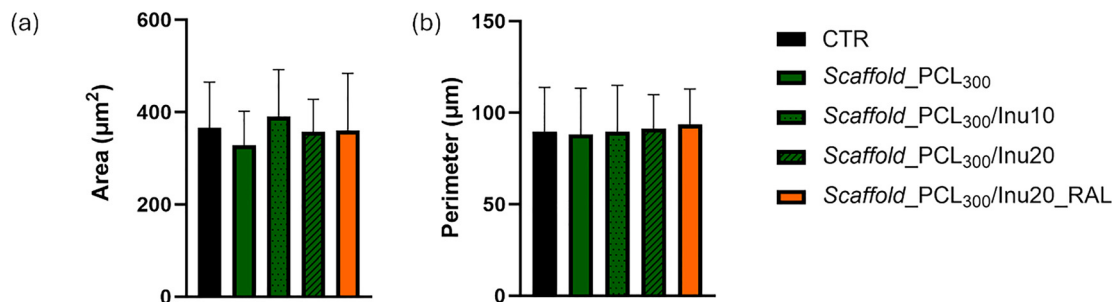 (a)
Area (µm²)
600
400
200
0
(b)
Perimeter (µm)
150
100
50
0
CTR
Scaffold_PCL₃₀₀
Scaffold_PCL₃₀₀/Inu10
Scaffold_PCL₃₀₀/Inu20
Scaffold_PCL₃₀₀/Inu20_RAL